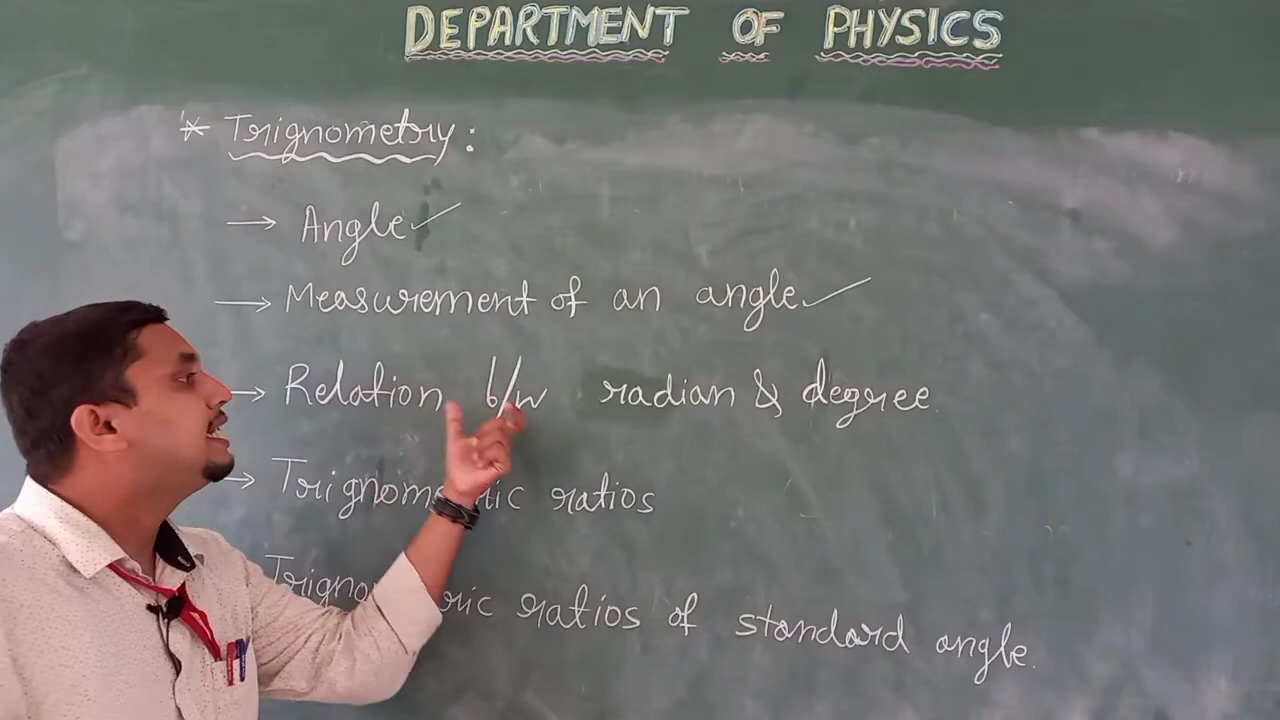 DEPARTMENT OF PHYSICS
* Trignometry:
→ Angle ✓
→ Measurement of an angle ✓
→ Relation b/w radian & degree
→ ratios
ratios of standard angle.